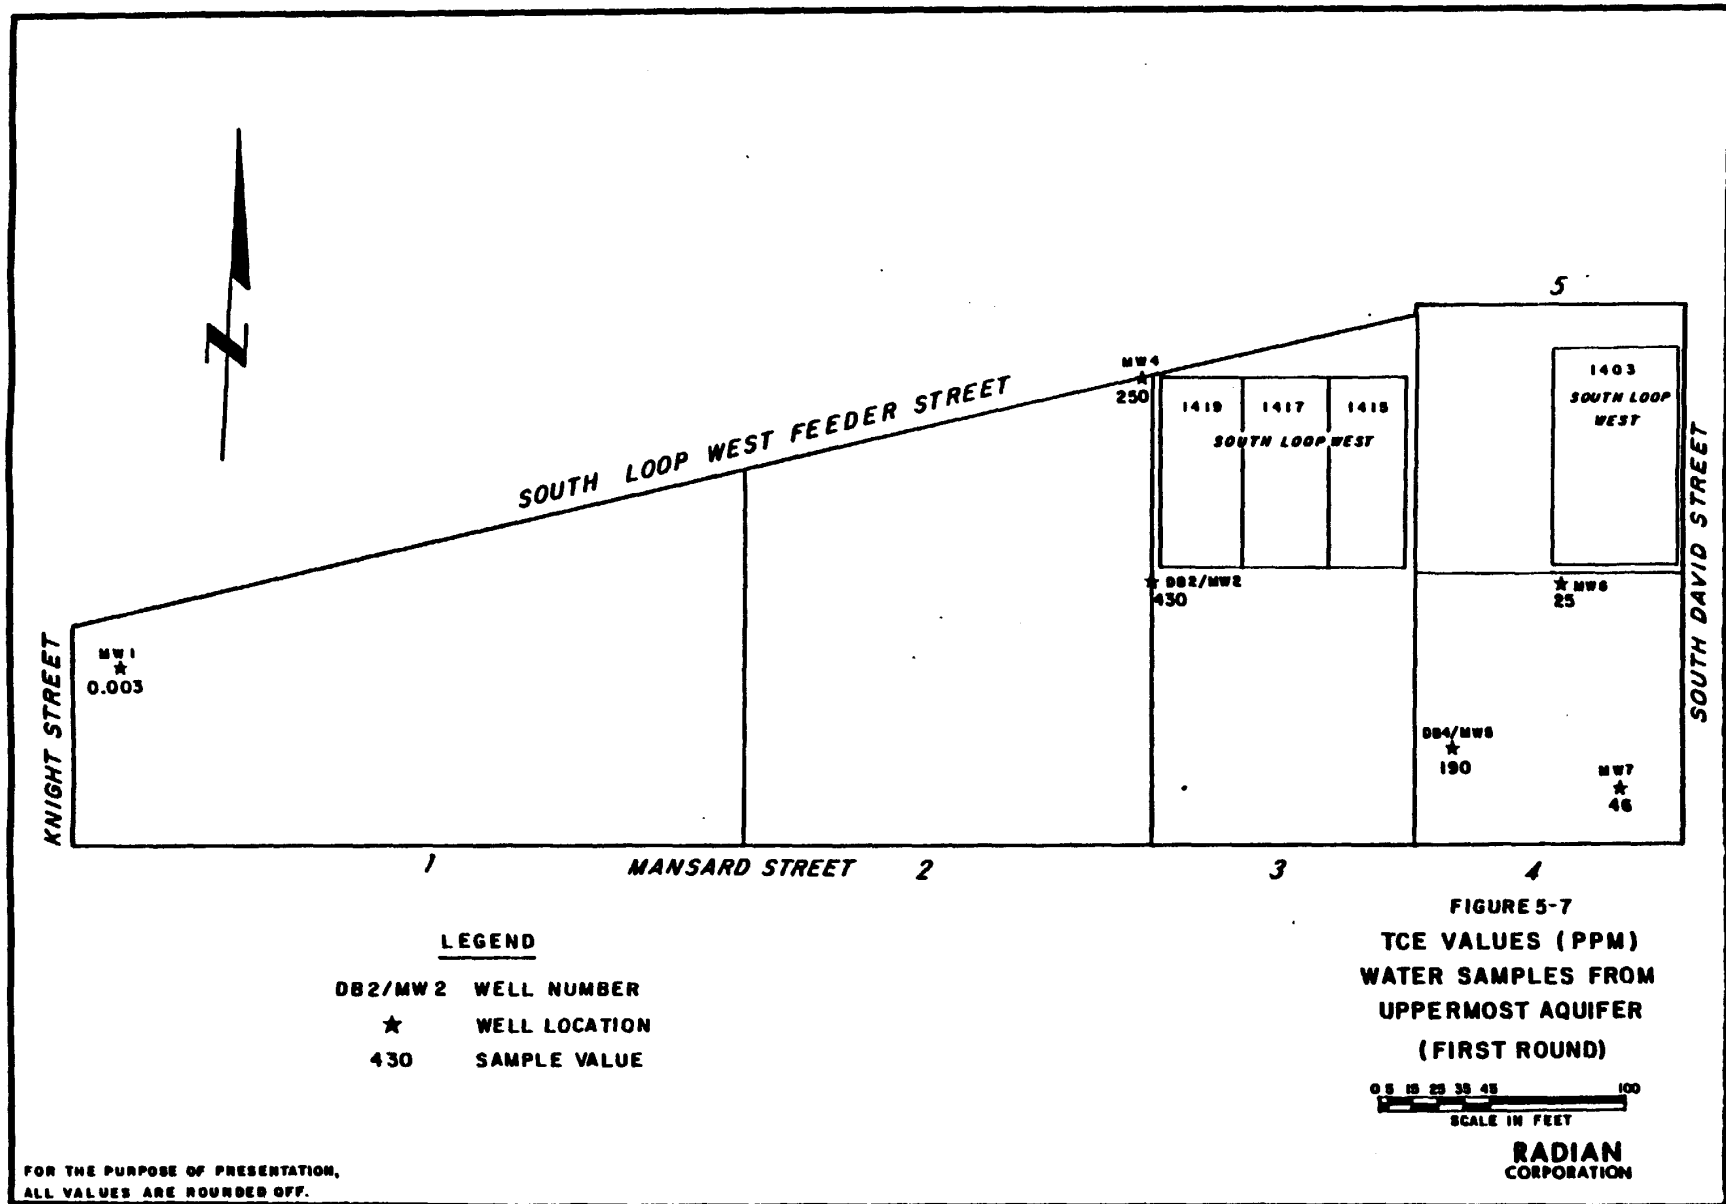 N
5
MW4
250
1403
SOUTH LOOP
WEST
1419 1417 1415
SOUTH LOOP WEST
SOUTH LOOP WEST FEEDER STREET
SOUTH DAVID STREET
DB2/MW2
430
MW6
25
KNIGHT STREET
MW1
0.003
DB4/MW5
190
MW7
46
1 MANSARD STREET 2 3 4
LEGEND
DB2/MW2 WELL NUMBER
★ WELL LOCATION
430 SAMPLE VALUE
FIGURE 5-7
TCE VALUES (PPM)
WATER SAMPLES FROM
UPPERMOST AQUIFER
(FIRST ROUND)
0 5 15 25 35 45 100
SCALE IN FEET
RADIAN
CORPORATION
FOR THE PURPOSE OF PRESENTATION,
ALL VALUES ARE ROUNDED OFF.